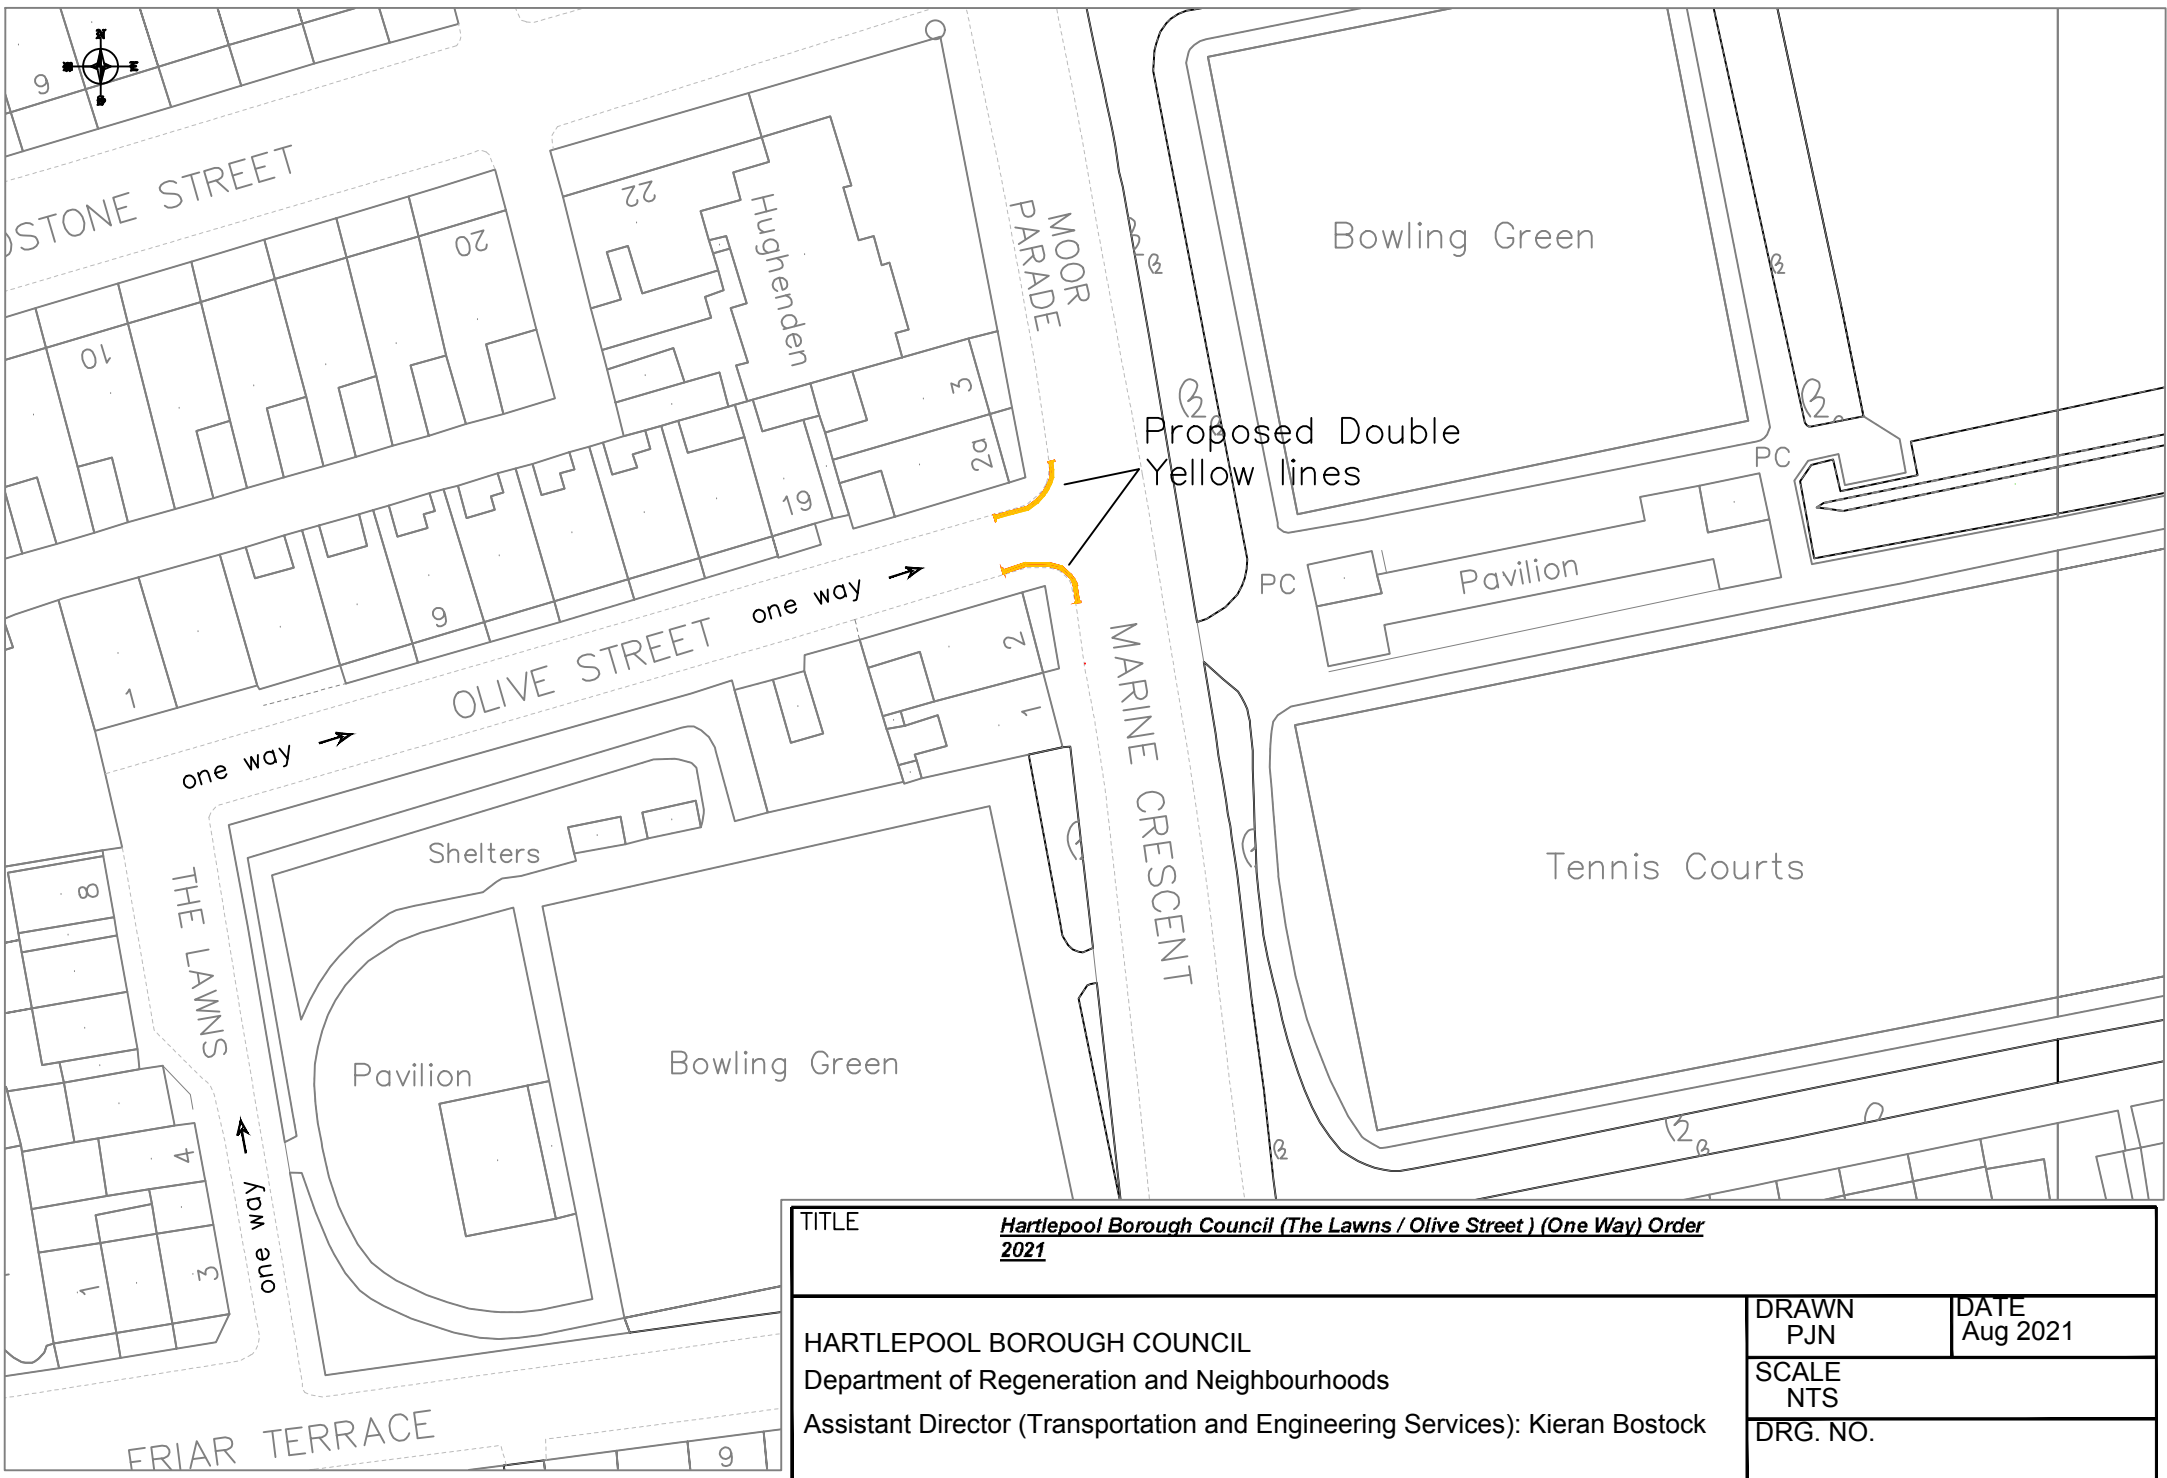 N
E
S
9
DSTONE STREET
22
Hughenden
20
10
MOOR
PARADE
Bowling Green
3
2a
Proposed Double
Yellow lines
PC
19
one way
9
PC
Pavilion
1
OLIVE STREET
2
1
one way
MARINE CRESCENT
Shelters
8
THE LAWNS
Tennis Courts
Pavilion
Bowling Green
4
one way
3
1
FRIAR TERRACE
9
TITLE
Hartlepool Borough Council (The Lawns / Olive Street ) (One Way) Order
2021
HARTLEPOOL BOROUGH COUNCIL
Department of Regeneration and Neighbourhoods
Assistant Director (Transportation and Engineering Services): Kieran Bostock
DRAWN
PJN
DATE
Aug 2021
SCALE
NTS
DRG. NO.